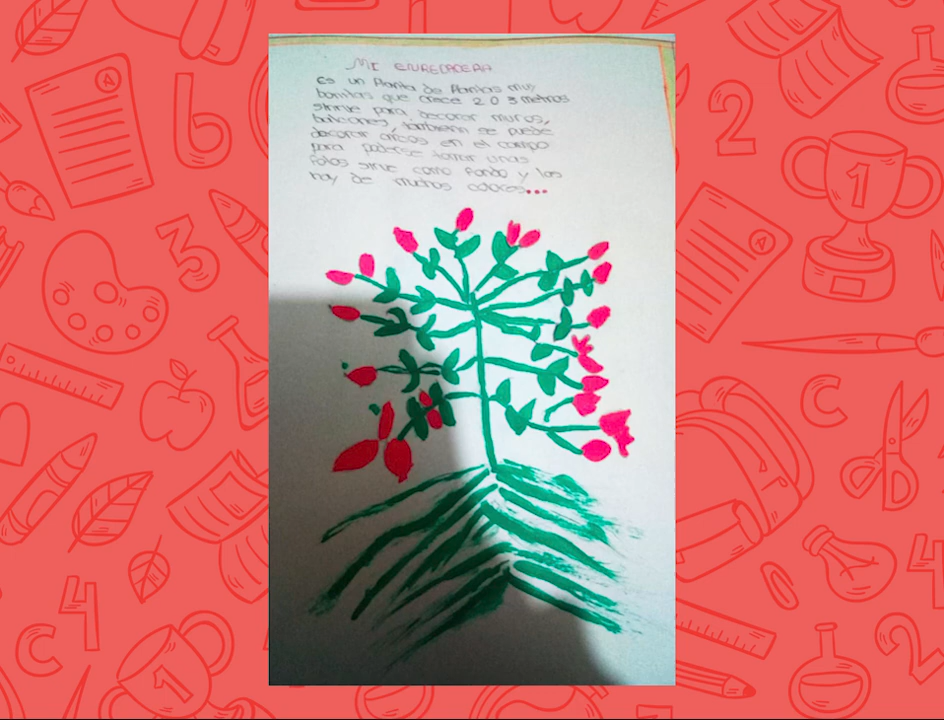 MI ENREDADERA
Es un Planta de Plantas muy
bonitas que crece 2 o 3 metros
sirve para decorar muros,
balcones, también se puede
decorar arcos en el campo
para poderse tomar unas
fotos sirve como fondo y las
hay de muchos colores...